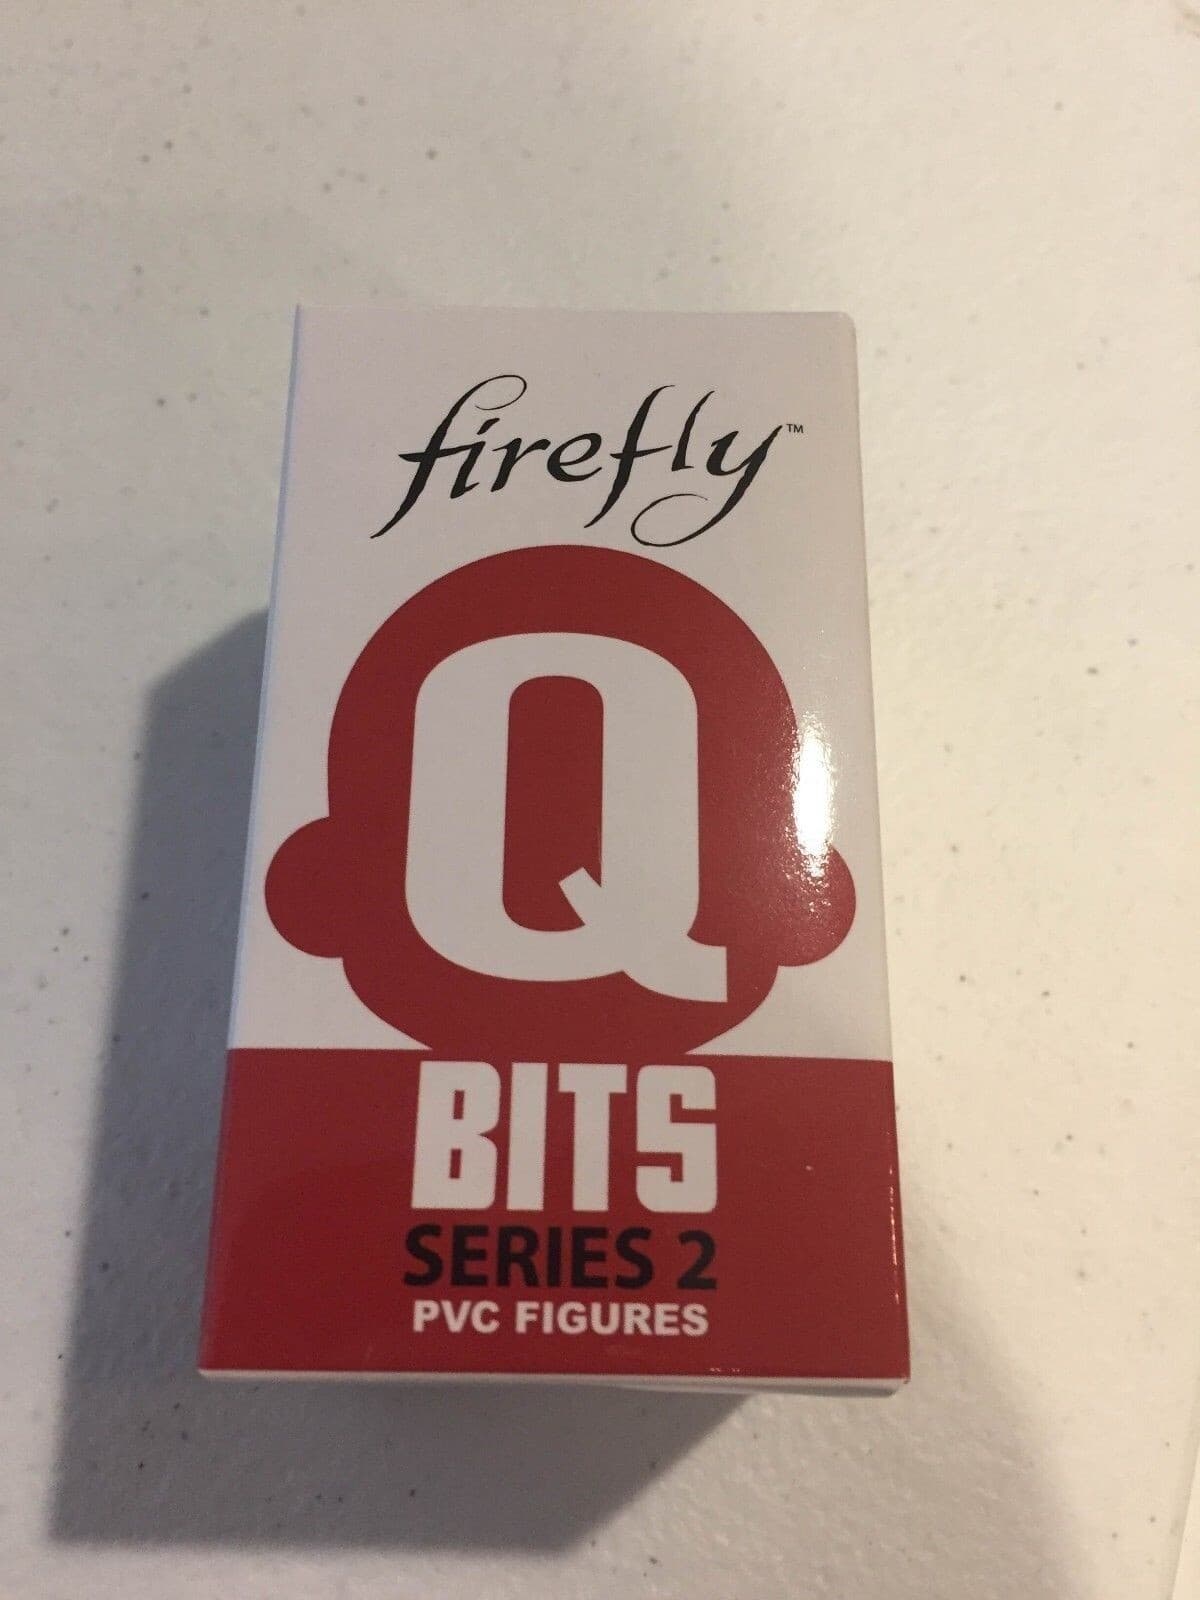 firefly™
Q
BITS
SERIES 2
PVC FIGURES